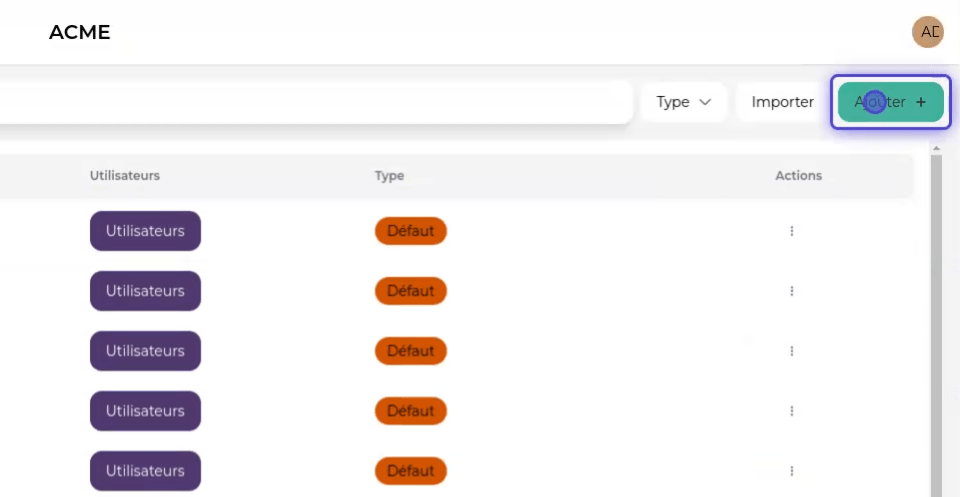 ACME
AD
Type Importer Ajouter +
Utilisateurs Type Actions
Utilisateurs Défaut
Utilisateurs Défaut
Utilisateurs Défaut
Utilisateurs Défaut
Utilisateurs Défaut